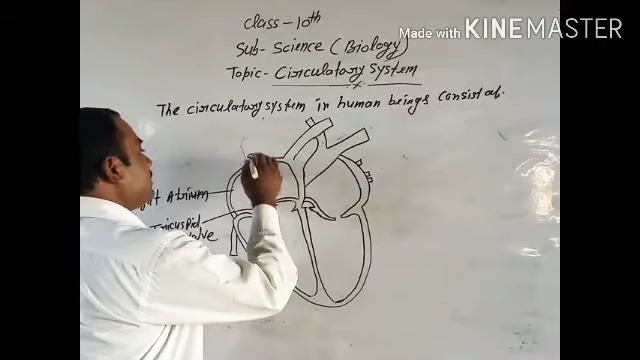 Made with KINEMASTER
Class-10th
Sub- Science (Biology)
Topic- Circulatory System
The Circulatory system in human beings consist of.
Atrium
Tricuspid